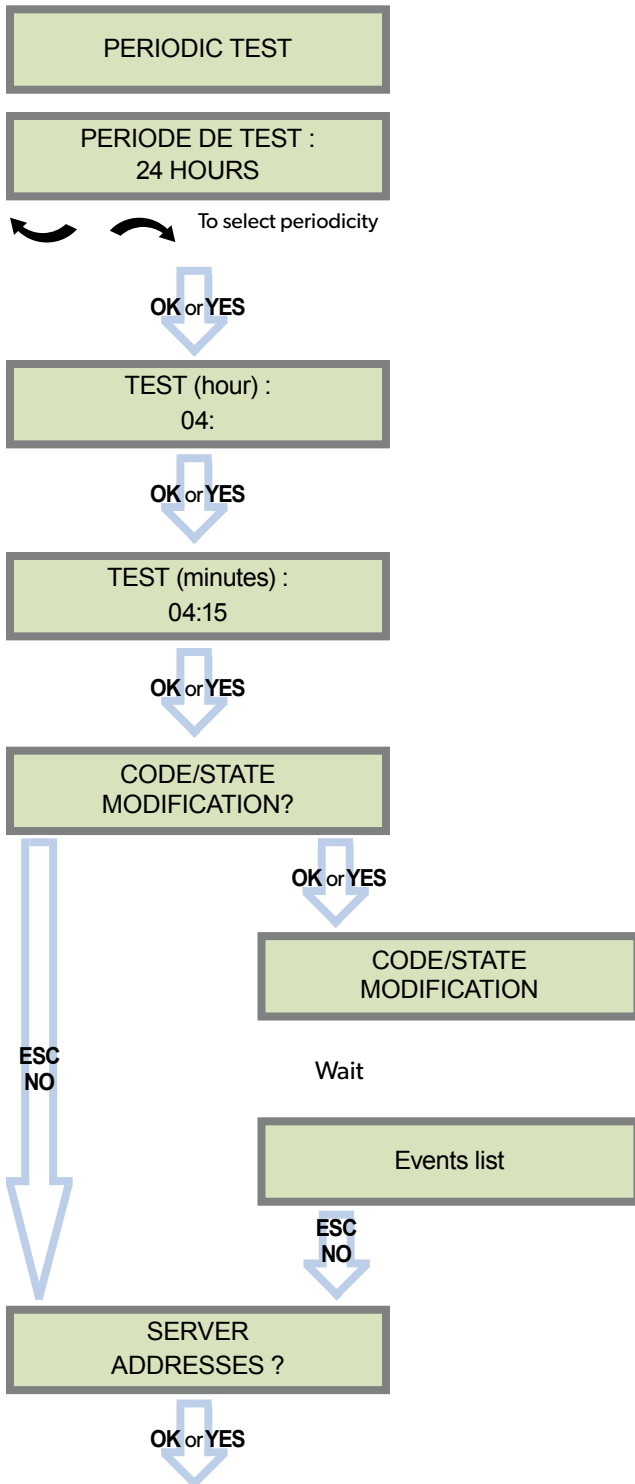 PERIODIC TEST
PERIODE DE TEST :
24 HOURS
To select periodicity
OK or YES
TEST (hour) :
04:
OK or YES
TEST (minutes) :
04:15
OK or YES
CODE/STATE
MODIFICATION?
OK or YES
CODE/STATE
MODIFICATION
ESC
NO
Wait
Events list
ESC
NO
SERVER
ADDRESSES ?
OK or YES